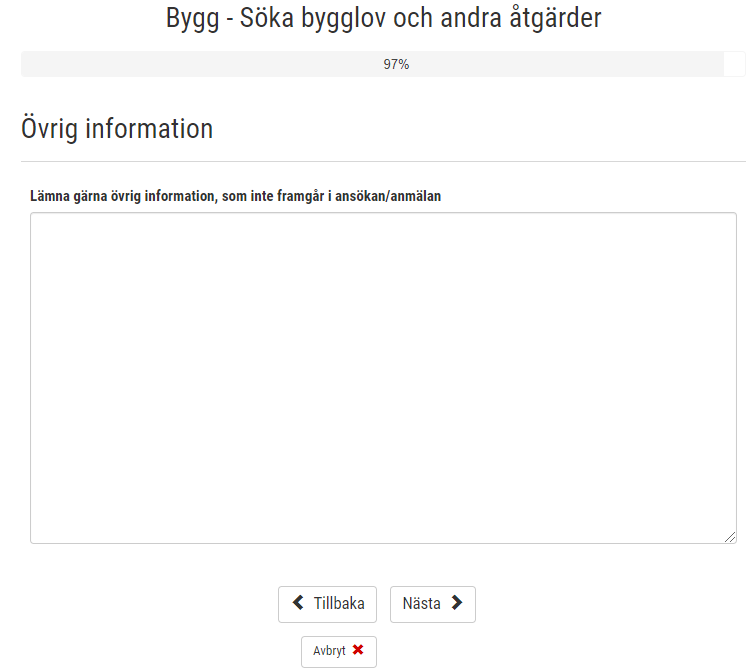 Bygg - Söka bygglov och andra åtgärder
97%
Övrig information
Lämna gärna övrig information, som inte framgår i ansökan/anmälan
Tillbaka
Nästa
Avbryt